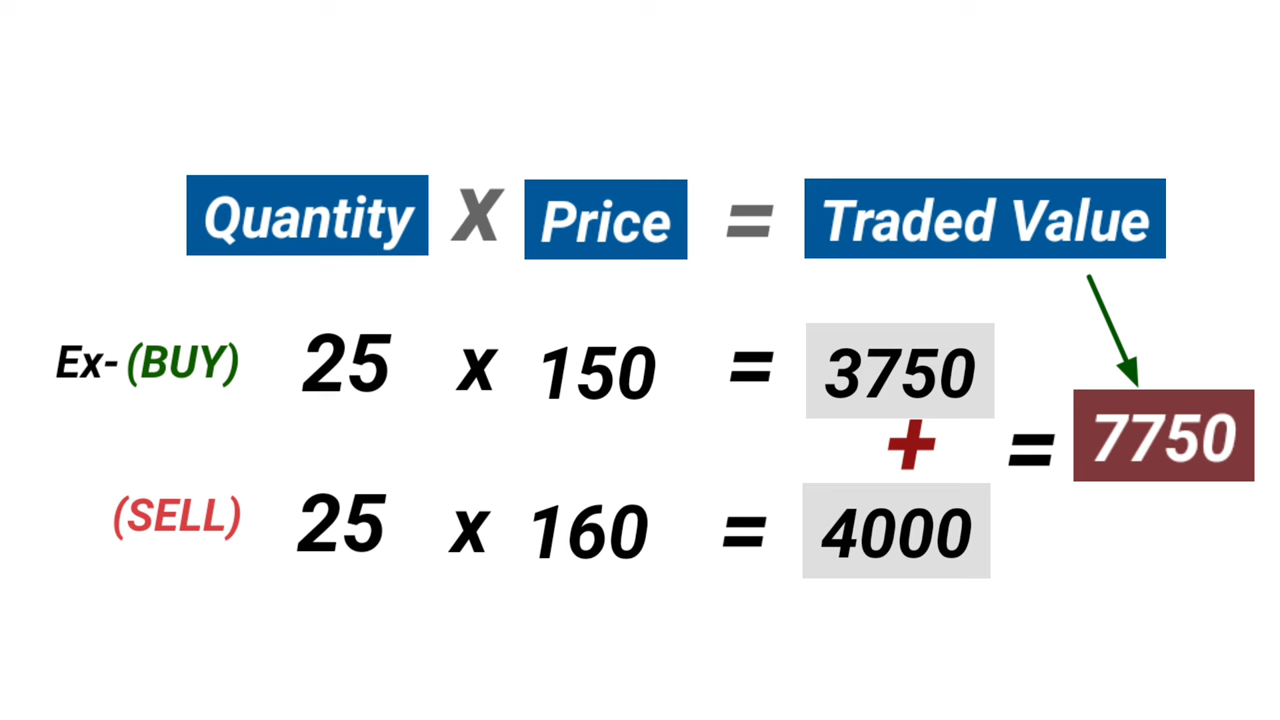 Quantity x Price = Traded Value
Ex- (BUY) 25 x 150 = 3750
+ = 7750
(SELL) 25 x 160 = 4000